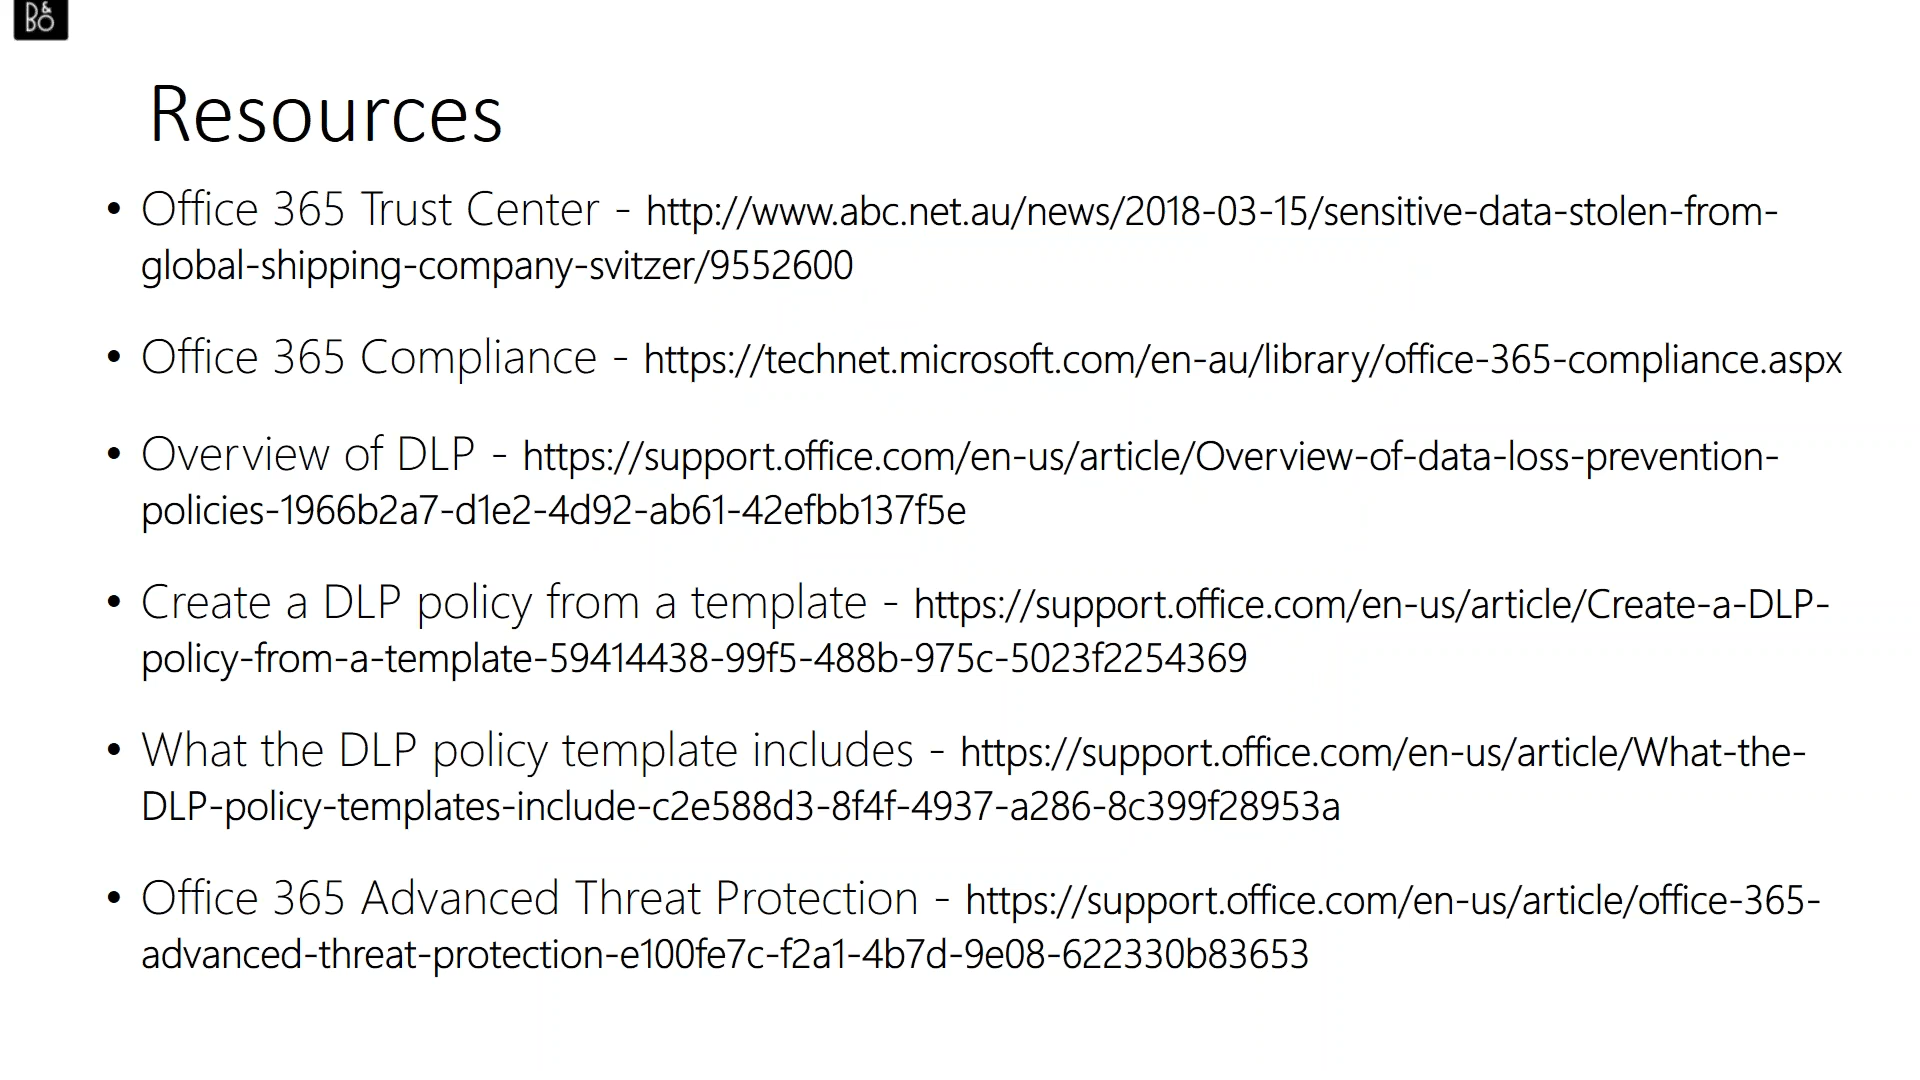 B&O
Resources
• Office 365 Trust Center - http://www.abc.net.au/news/2018-03-15/sensitive-data-stolen-from-
global-shipping-company-svitzer/9552600
• Office 365 Compliance - https://technet.microsoft.com/en-au/library/office-365-compliance.aspx
• Overview of DLP - https://support.office.com/en-us/article/Overview-of-data-loss-prevention-
policies-1966b2a7-d1e2-4d92-ab61-42efbb137f5e
• Create a DLP policy from a template - https://support.office.com/en-us/article/Create-a-DLP-
policy-from-a-template-59414438-99f5-488b-975c-5023f2254369
• What the DLP policy template includes - https://support.office.com/en-us/article/What-the-
DLP-policy-templates-include-c2e588d3-8f4f-4937-a286-8c399f28953a
• Office 365 Advanced Threat Protection - https://support.office.com/en-us/article/office-365-
advanced-threat-protection-e100fe7c-f2a1-4b7d-9e08-622330b83653